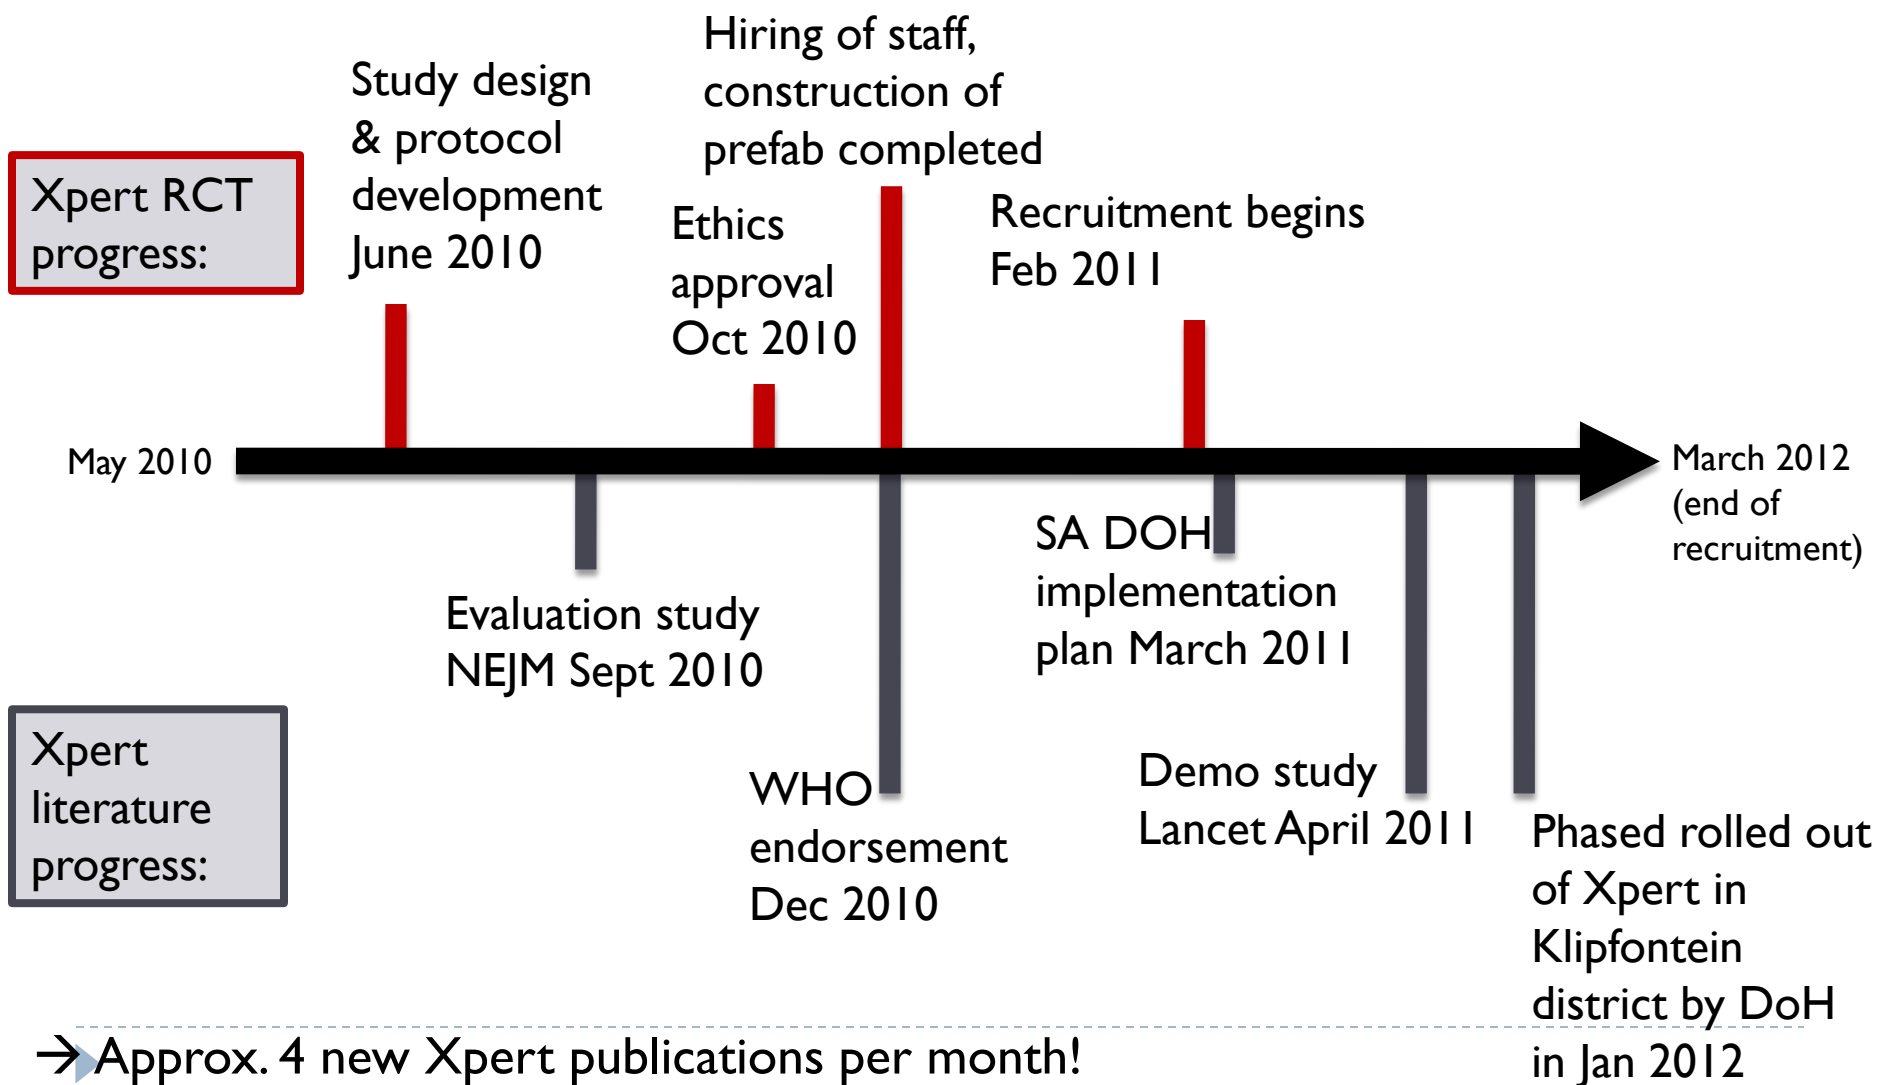 Xpert RCT
progress:
Study design
& protocol
development
June 2010
Ethics
approval
Oct 2010
Hiring of staff,
construction of
prefab completed
Recruitment begins
Feb 2011
May 2010
March 2012
(end of
recruitment)
Xpert
literature
progress:
Evaluation study
NEJM Sept 2010
WHO
endorsement
Dec 2010
SA DOH
implementation
plan March 2011
Demo study
Lancet April 2011
Phased rolled out
of Xpert in
Klipfontein
district by DoH
in Jan 2012
→ Approx. 4 new Xpert publications per month!